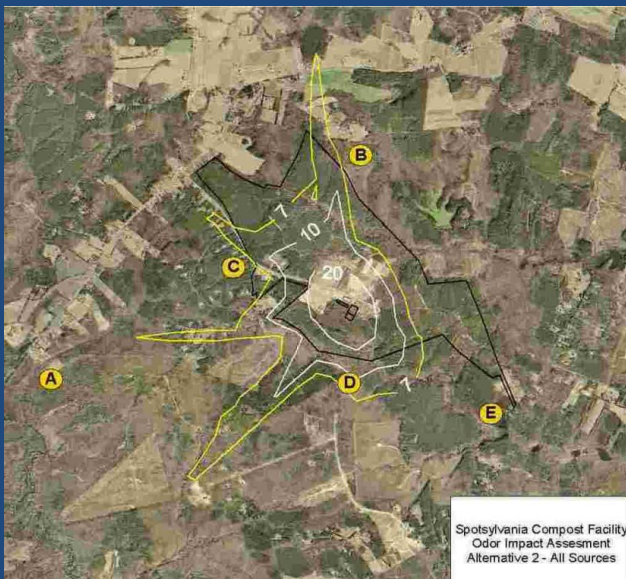 B
7
10
C
20
A
D
7
E
Spotsylvania Compost Facility
Odor Impact Assesment
Alternative 2 - All Sources